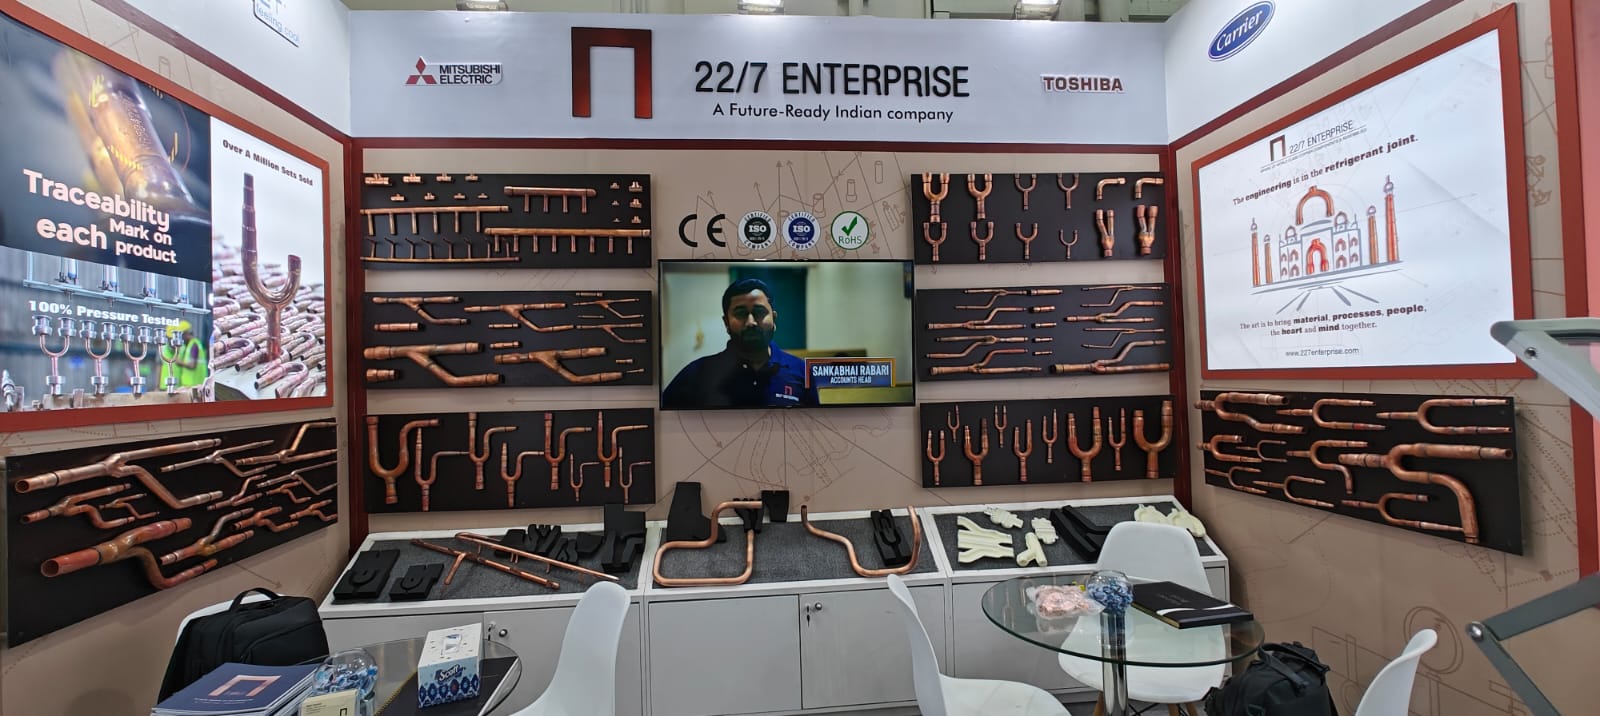 feeling cool
MITSUBISHI
ELECTRIC
22/7 ENTERPRISE
A Future-Ready Indian company
TOSHIBA
Carrier
Traceability
Mark on
each product
100% Pressure Tested
Over A Million Sets Sold
CE
ISO
ISO
RoHS
SANKABHAI RABARI
ACCOUNTS HEAD
22/7 ENTERPRISE
The engineering is in the refrigerant joint.
The art is to bring material, processes, people,
the heart and mind together.
www.227enterprise.com
Scott